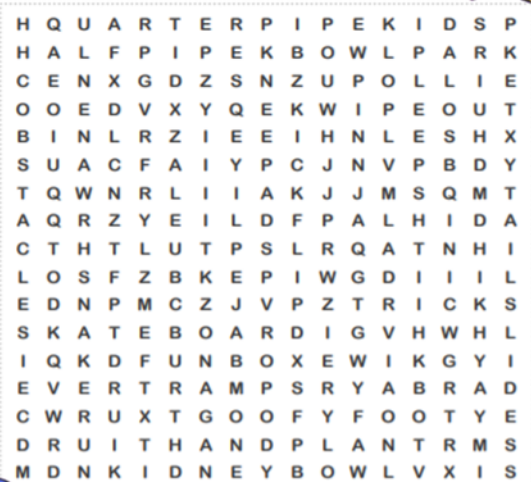 H Q U A R T E R P I P E K I D S P
H A L F P I P E K B O W L P A R K
C E N X G D Z S N Z U P O L L I E
O O E D V X Y Q E K W I P E O U T
B I N L R Z I E E I H N L E S H X
S U A C F A I Y P C J N V P B D Y
T Q W N R L I I A K J J M S Q M T
A Q R Z Y E I L D F P A L H I D A
C T H T L U T P S L R Q A T N H I
L O S F Z B K E P I W G D I I I L
E D N P M C Z J V P Z T R I C K S
S K A T E B O A R D I G V H W H L
I Q K D F U N B O X E W I K G Y I
E V E R T R A M P S R Y A B R A D
C W R U X T G O O F Y F O O T Y E
D R U I T H A N D P L A N T R M S
M D N K I D N E Y B O W L V X I S